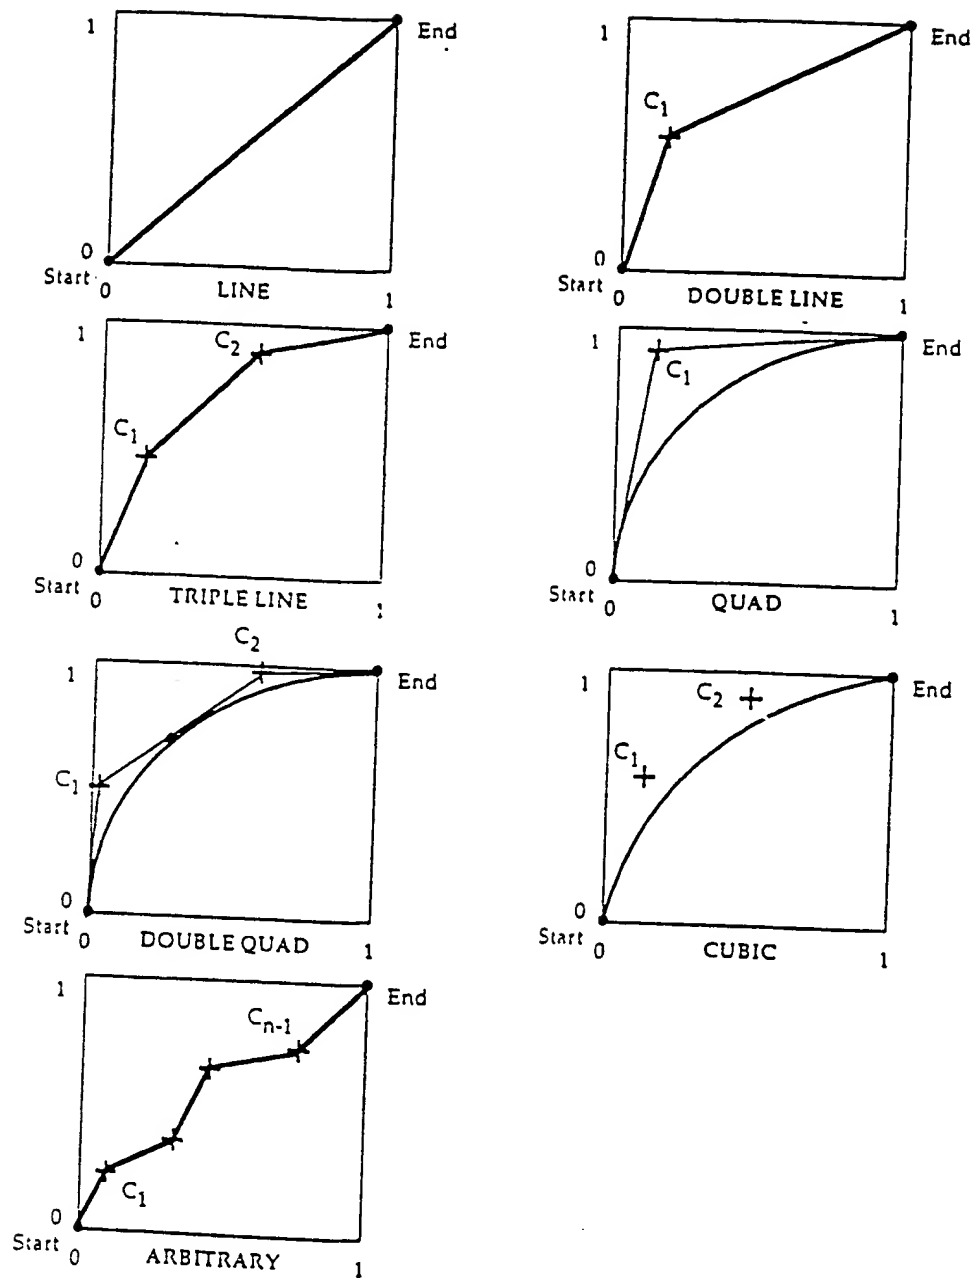 1
End
0
Start
0
LINE
1
1
End
C1
0
Start
0
DOUBLE LINE
1
1
End
C2
C1
0
Start
0
TRIPLE LINE
1
1
End
C1
0
Start
0
QUAD
1
C2
1
End
C1
0
Start
0
DOUBLE QUAD
1
1
End
C2
C1
0
Start
0
CUBIC
1
1
End
Cn-1
C1
0
Start
0
ARBITRARY
1